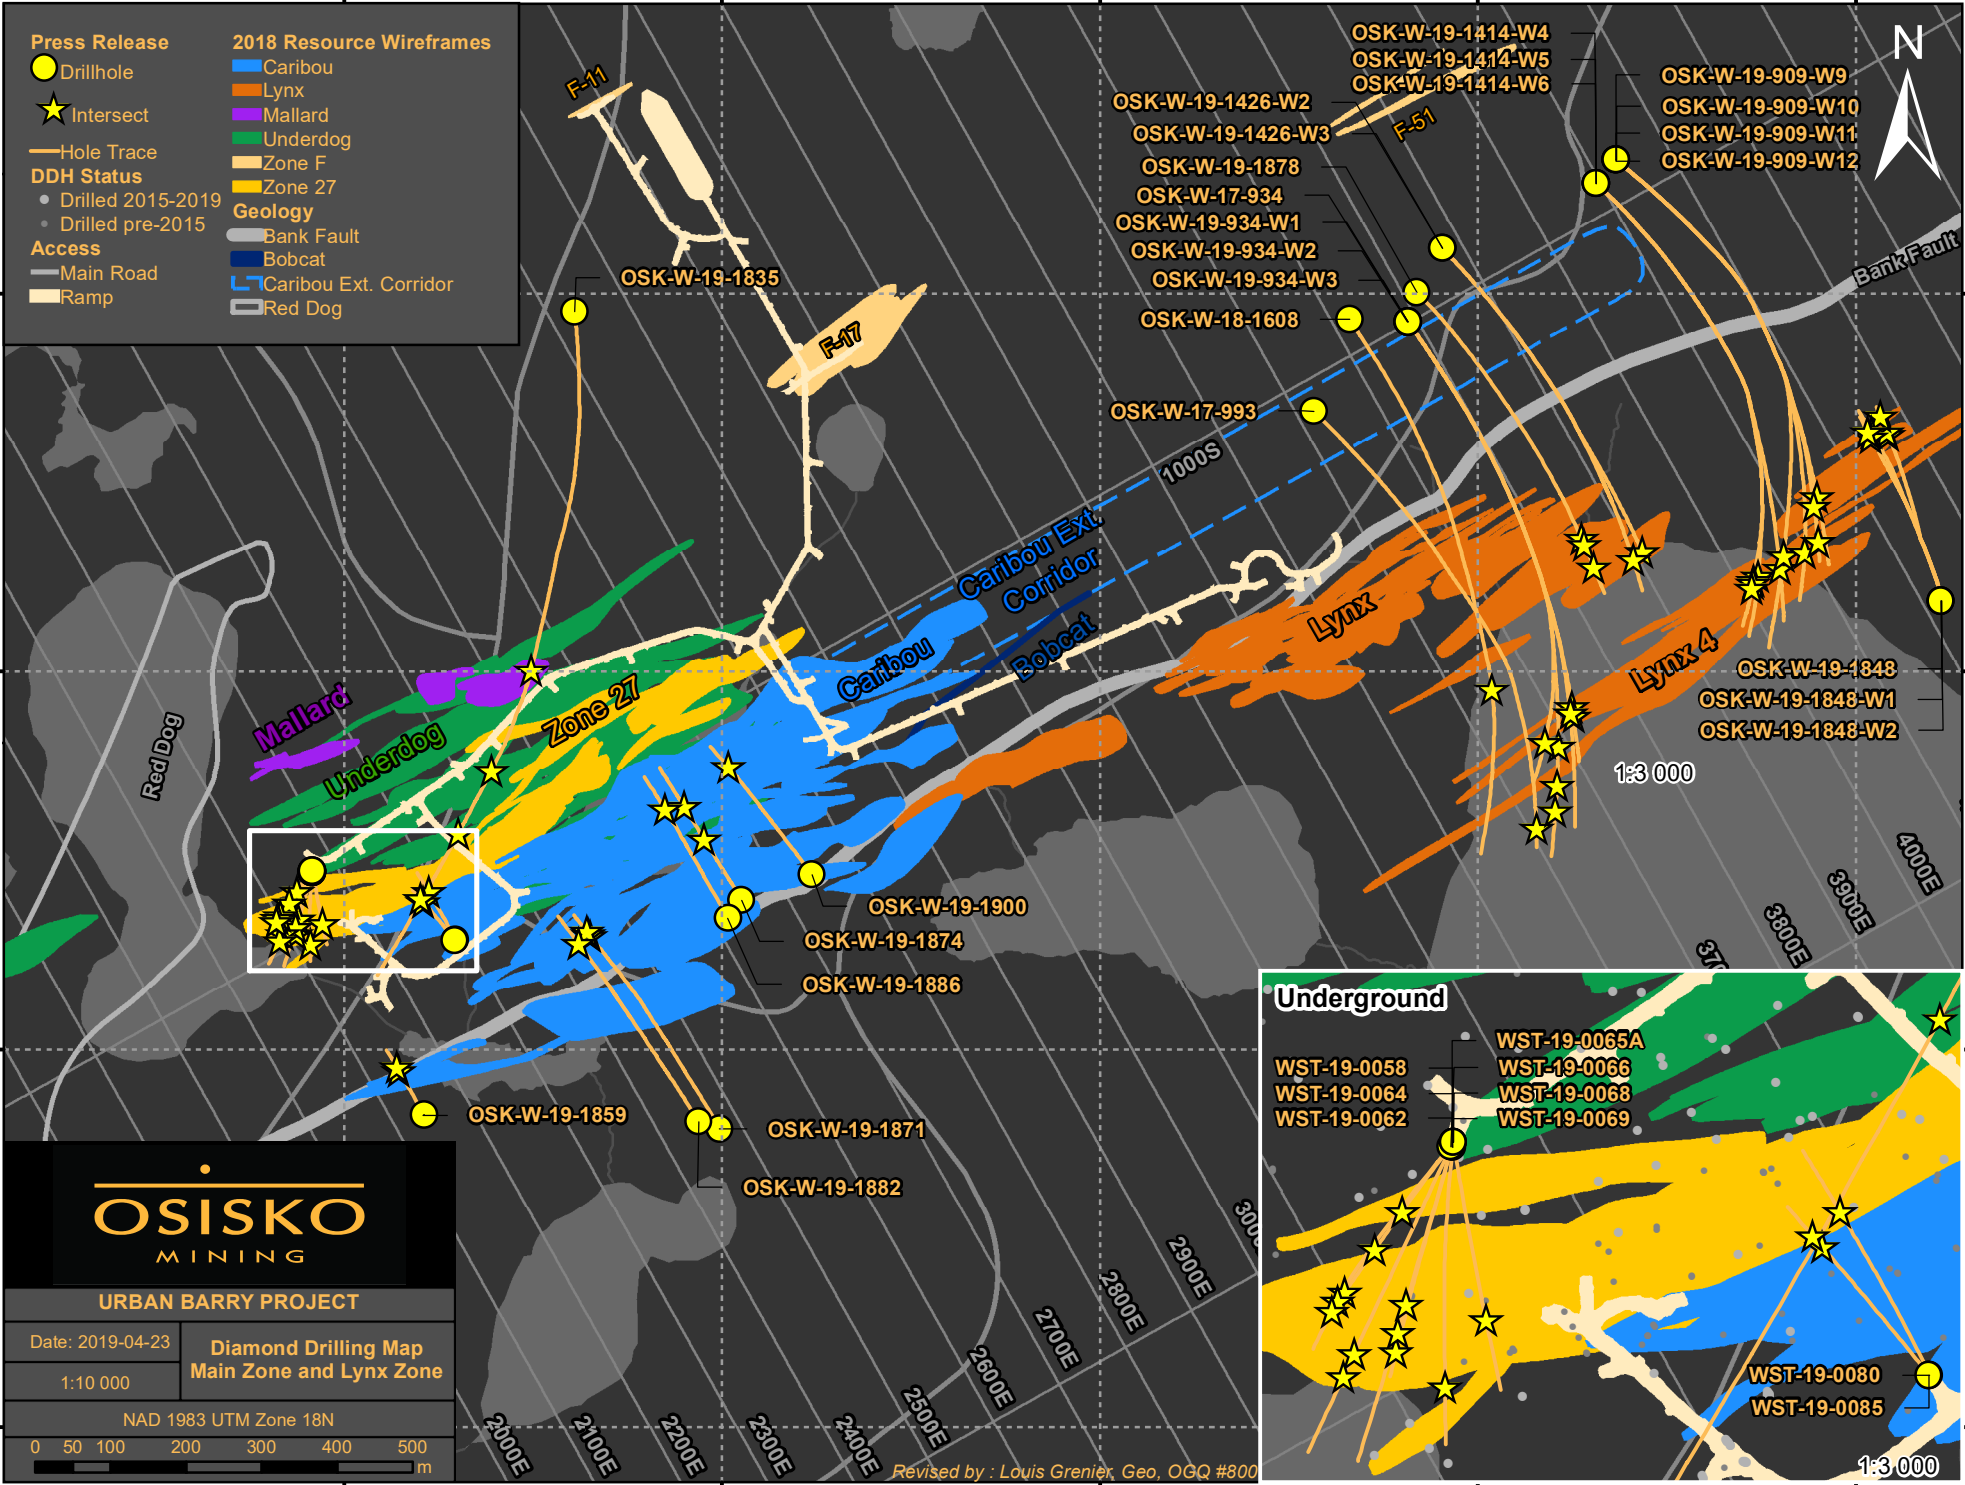 Press Release
Drillhole
Intersect
Hole Trace
DDH Status
Drilled 2015-2019
Drilled pre-2015
Access
Main Road
Ramp
2018 Resource Wireframes
Caribou
Lynx
Mallard
Underdog
Zone F
Zone 27
Geology
Bank Fault
Bobcat
Caribou Ext. Corridor
Red Dog
F-11
OSK-W-19-1835
F-17
OSK-W-19-1414-W4
OSK-W-19-1414-W5
OSK-W-19-1414-W6
F-51
OSK-W-19-1426-W2
OSK-W-19-1426-W3
OSK-W-19-1878
OSK-W-17-934
OSK-W-19-934-W1
OSK-W-19-934-W2
OSK-W-19-934-W3
OSK-W-18-1608
OSK-W-17-993
OSK-W-19-909-W9
OSK-W-19-909-W10
OSK-W-19-909-W11
OSK-W-19-909-W12
N
Bank Fault
1000S
Caribou Ext.
Corridor
Caribou
Bobcat
Lynx
Lynx 4
Mallard
Underdog
Zone 27
Red Dog
OSK-W-19-1848
OSK-W-19-1848-W1
OSK-W-19-1848-W2
1:3 000
OSK-W-19-1900
OSK-W-19-1874
OSK-W-19-1886
OSK-W-19-1859
OSK-W-19-1871
OSK-W-19-1882
4000E
3900E
3800E
370
300
2900E
2800E
2700E
2600E
2500E
2400E
2300E
2200E
2100E
2000E
Underground
WST-19-0065A
WST-19-0058
WST-19-0066
WST-19-0064
WST-19-0068
WST-19-0062
WST-19-0069
WST-19-0080
WST-19-0085
1:3 000
OSISKO
MINING
URBAN BARRY PROJECT
Date: 2019-04-23
Diamond Drilling Map
Main Zone and Lynx Zone
1:10 000
NAD 1983 UTM Zone 18N
0 50 100 200 300 400 500
m
Revised by : Louis Grenier, Geo, OGQ #800